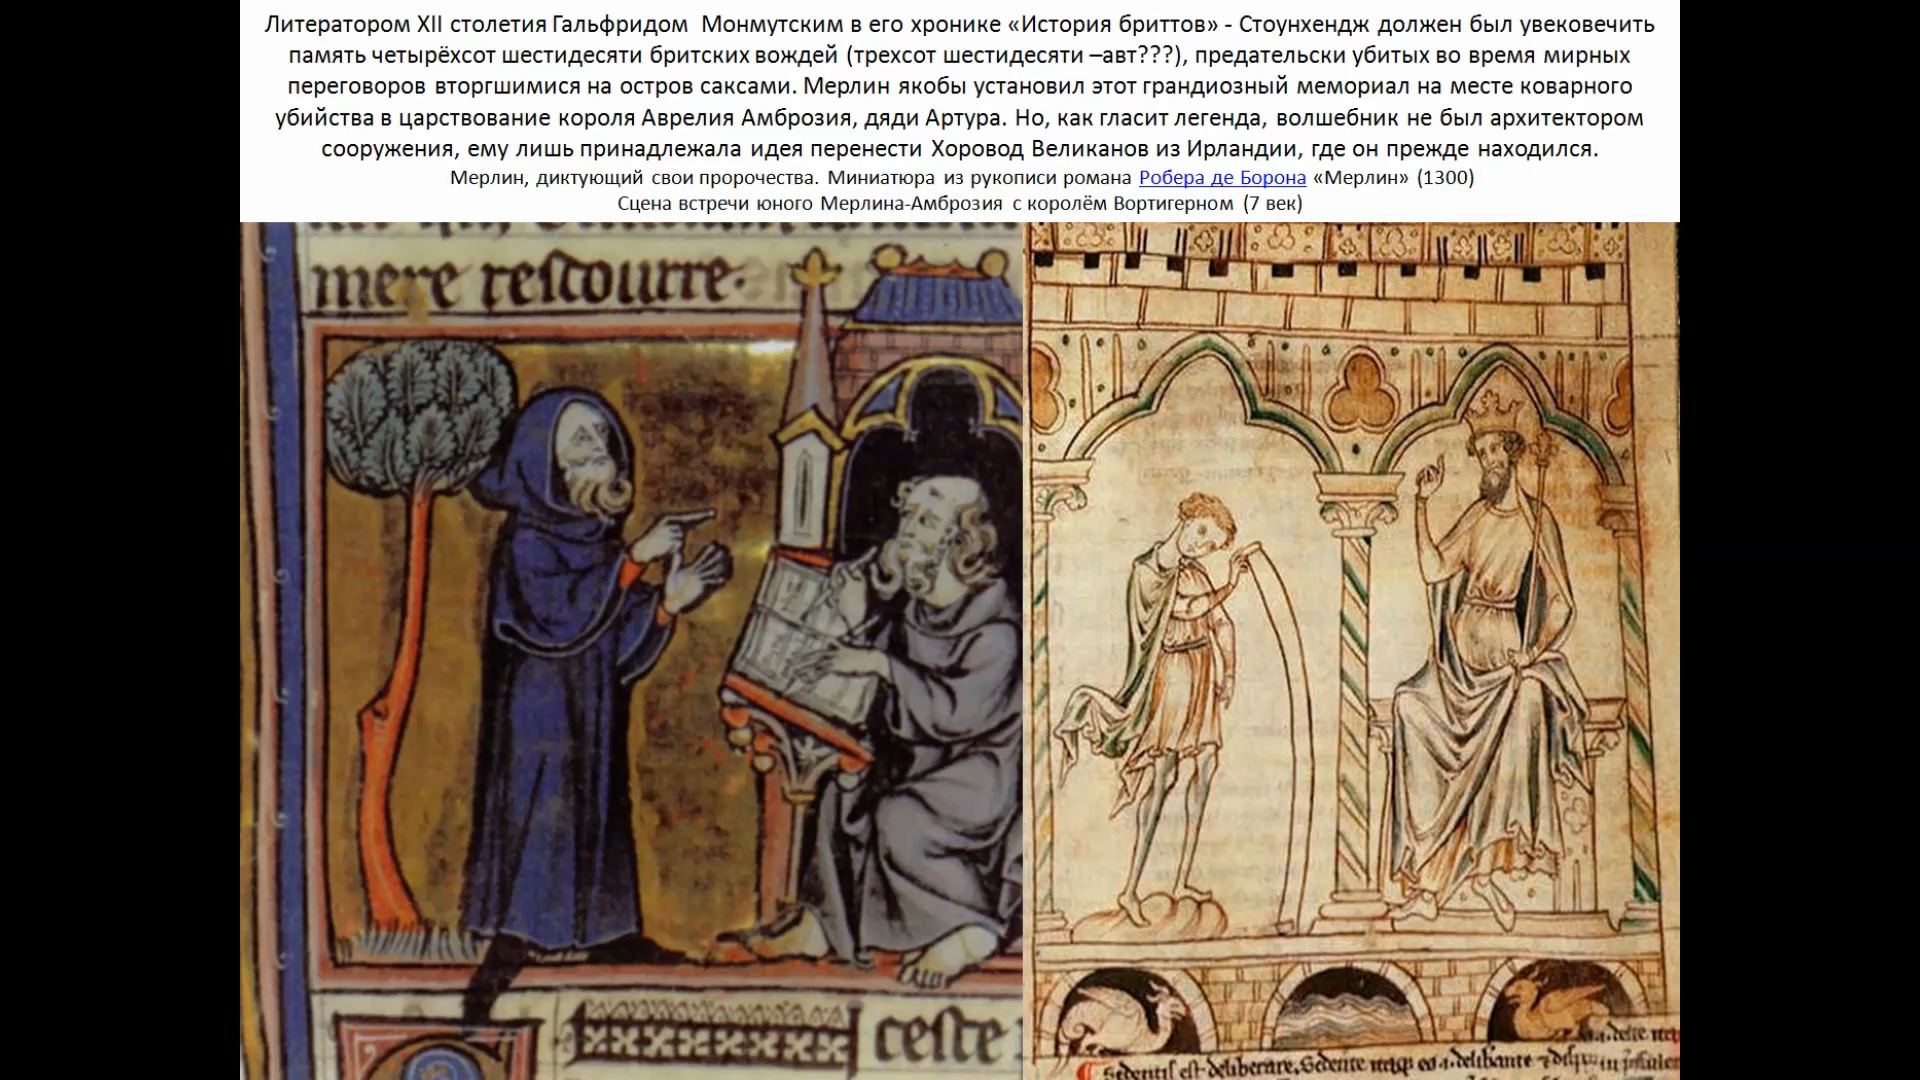 Литератором XII столетия Гальфридом Монмутским в его хронике «История бриттов» - Стоунхендж должен был увековечить
память четырёхсот шестидесяти бритских вождей (трехсот шестидесяти –авт???), предательски убитых во время мирных
переговоров вторгшимися на остров саксами. Мерлин якобы установил этот грандиозный мемориал на месте коварного
убийства в царствование короля Аврелия Амброзия, дяди Артура. Но, как гласит легенда, волшебник не был архитектором
сооружения, ему лишь принадлежала идея перенести Хоровод Великанов из Ирландии, где он прежде находился.
Мерлин, диктующий свои пророчества. Миниатюра из рукописи романа Робера де Борона «Мерлин» (1300)
Сцена встречи юного Мерлина-Амброзия с королём Вортигерном (7 век)
mere rescourre.
ceste